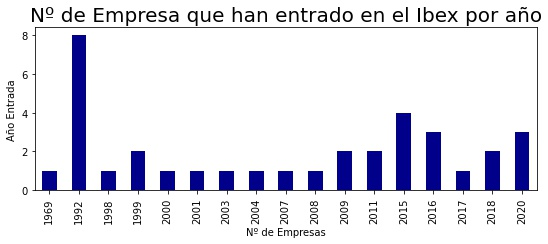 Nº de Empresa que han entrado en el Ibex por año
Año Entrada
8
6
4
2
0
1969 1992 1998 1999 2000 2001 2003 2004 2007 2008 2009 2011 2015 2016 2017 2018 2020
Nº de Empresas